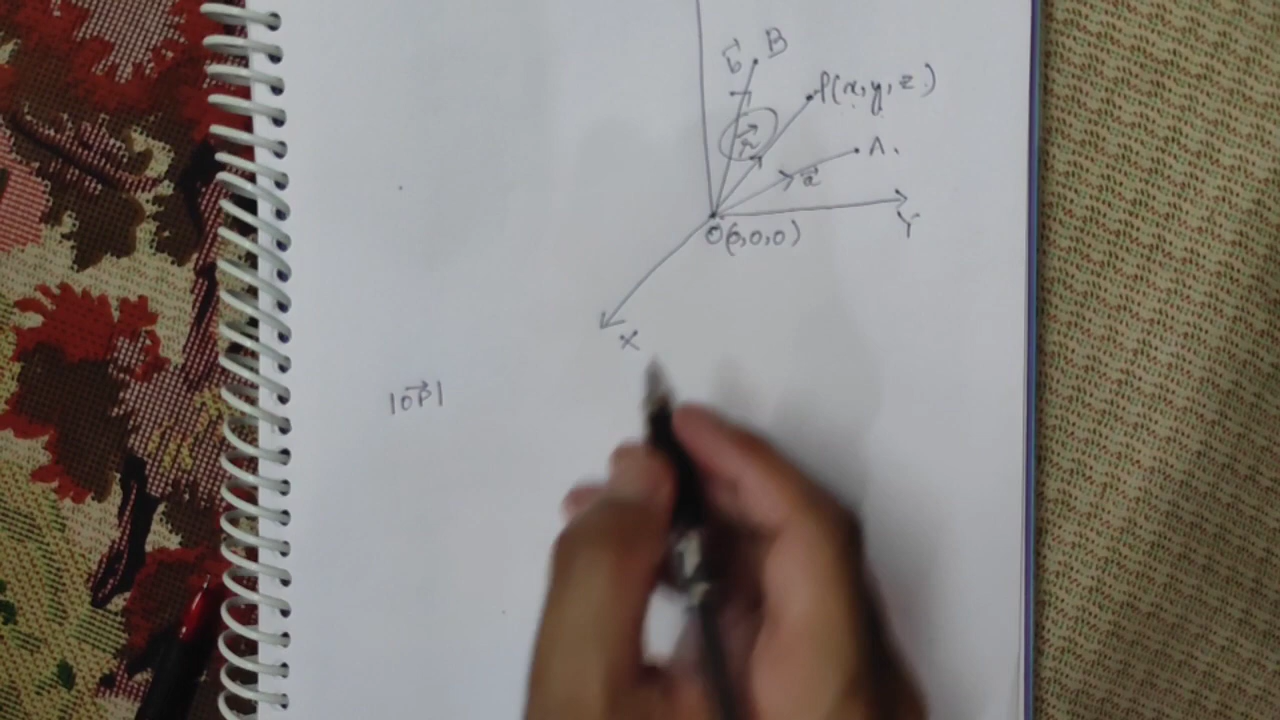 b⃗ B
P(x,y,z)
r⃗
A.
a⃗
Y
O(0,0,0)
X
|OP⃗|